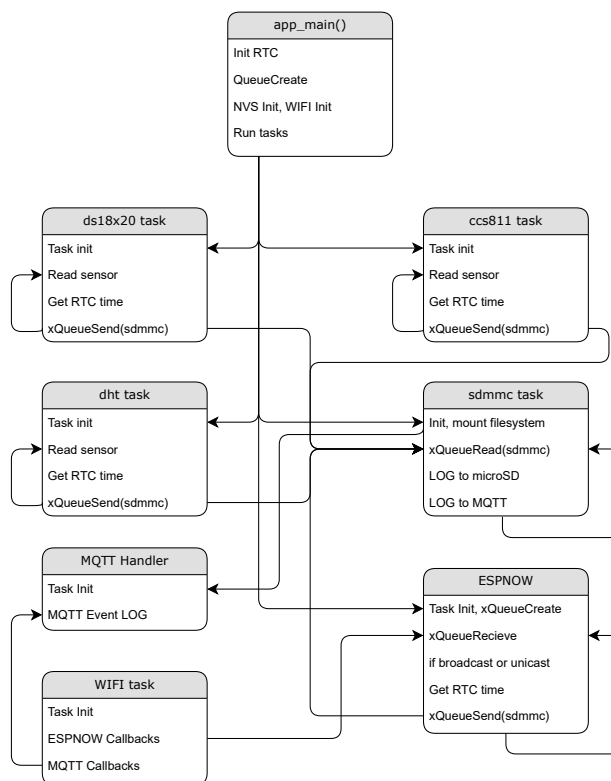 app_main()
Init RTC
QueueCreate
NVS Init, WIFI Init
Run tasks
ds18x20 task
Task init
Read sensor
Get RTC time
xQueueSend(sdmmc)
ccs811 task
Task init
Read sensor
Get RTC time
xQueueSend(sdmmc)
dht task
Task init
Read sensor
Get RTC time
xQueueSend(sdmmc)
sdmmc task
Init, mount filesystem
xQueueRead(sdmmc)
LOG to microSD
LOG to MQTT
MQTT Handler
Task Init
MQTT Event LOG
ESPNOW
Task Init, xQueueCreate
xQueueRecieve
if broadcast or unicast
Get RTC time
xQueueSend(sdmmc)
WIFI task
Task Init
ESPNOW Callbacks
MQTT Callbacks